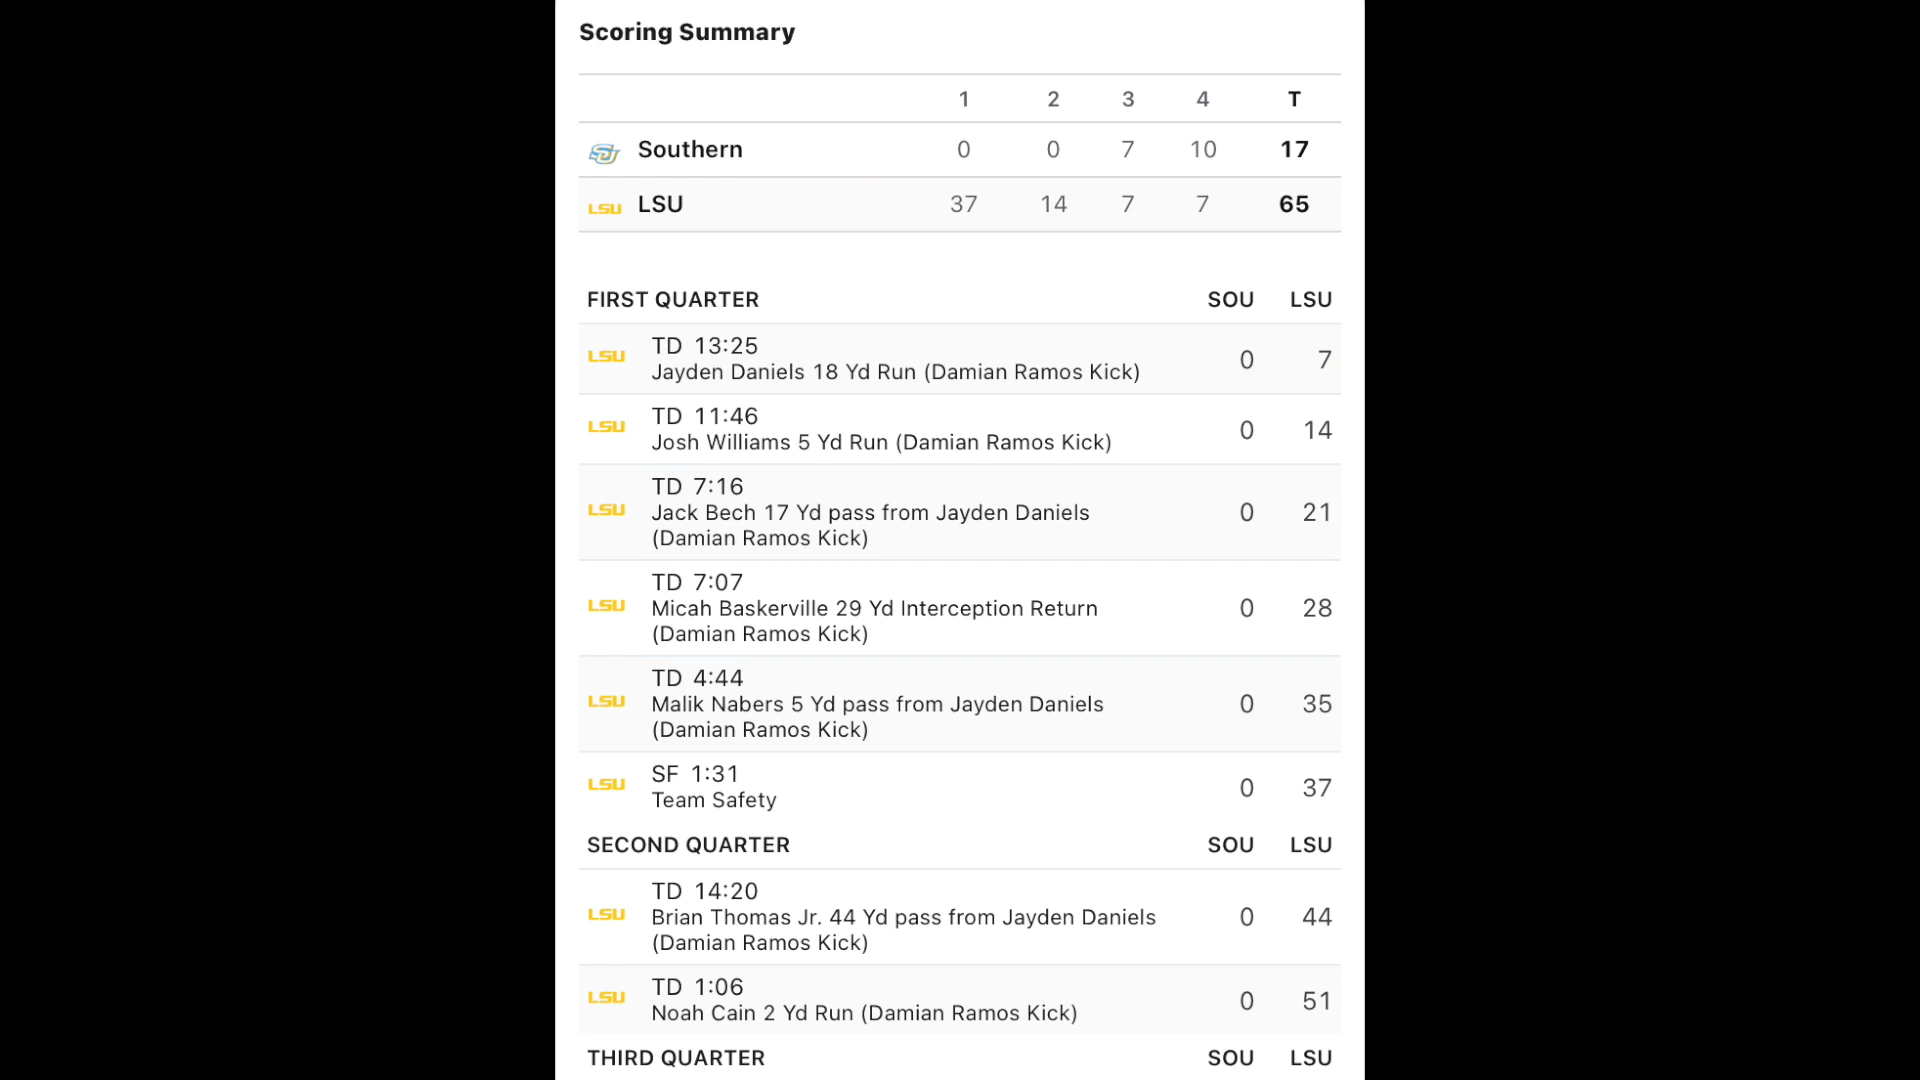 Scoring Summary
1 2 3 4 T
SU Southern 0 0 7 10 17
LSU LSU 37 14 7 7 65
FIRST QUARTER SOU LSU
TD 13:25
LSU Jayden Daniels 18 Yd Run (Damian Ramos Kick) 0 7
TD 11:46
LSU Josh Williams 5 Yd Run (Damian Ramos Kick) 0 14
TD 7:16
LSU Jack Bech 17 Yd pass from Jayden Daniels 0 21
(Damian Ramos Kick)
TD 7:07
LSU Micah Baskerville 29 Yd Interception Return 0 28
(Damian Ramos Kick)
TD 4:44
LSU Malik Nabers 5 Yd pass from Jayden Daniels 0 35
(Damian Ramos Kick)
SF 1:31
LSU Team Safety 0 37
SECOND QUARTER SOU LSU
TD 14:20
LSU Brian Thomas Jr. 44 Yd pass from Jayden Daniels 0 44
(Damian Ramos Kick)
TD 1:06
LSU Noah Cain 2 Yd Run (Damian Ramos Kick) 0 51
THIRD QUARTER SOU LSU